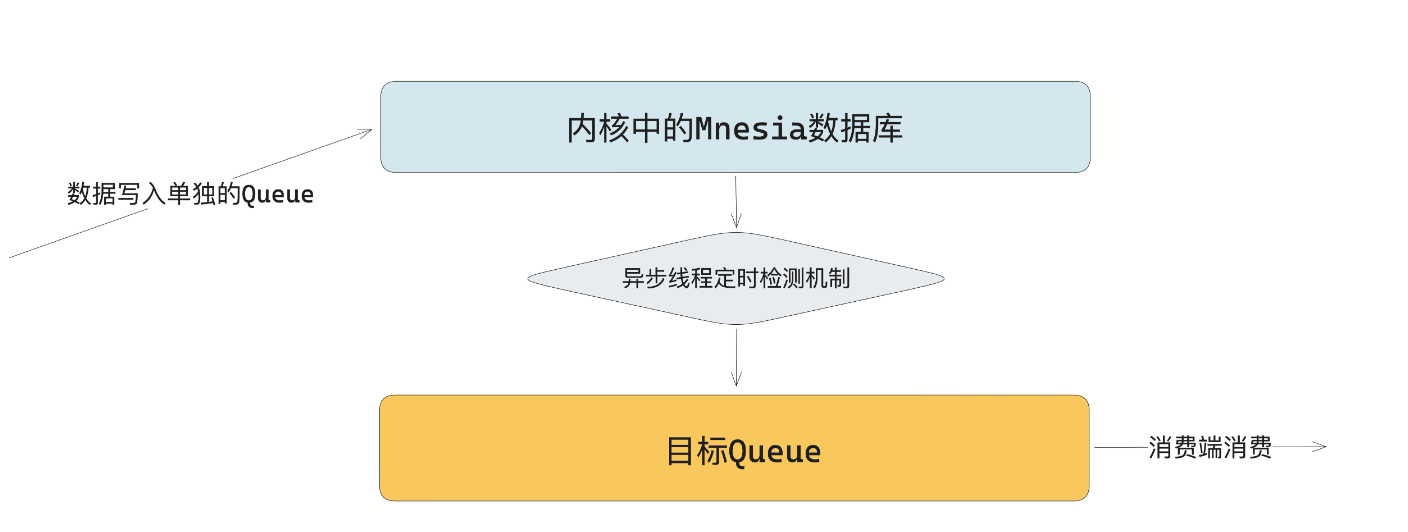 内核中的Mnesia数据库
数据写入单独的Queue
异步线程定时检测机制
目标Queue
消费端消费